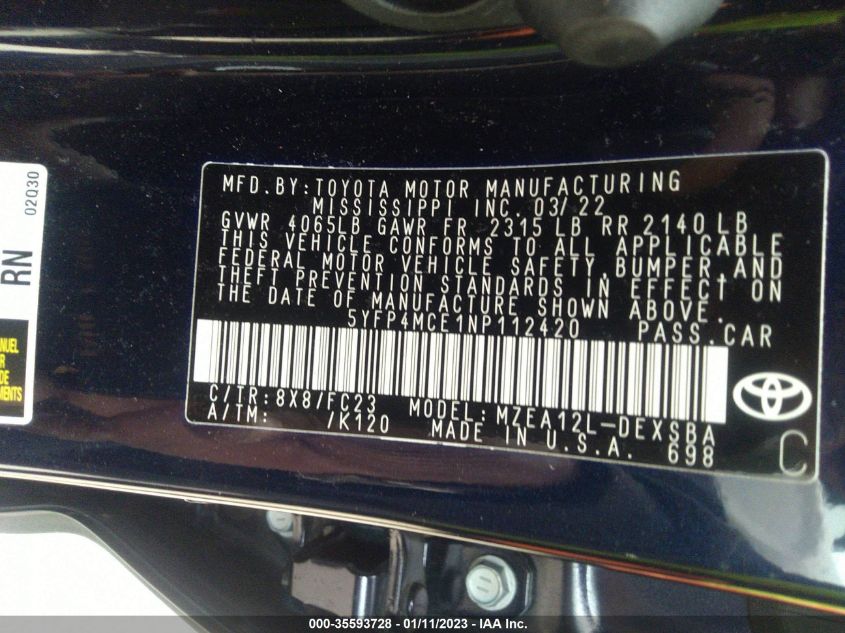 MFD.BY:TOYOTA MOTOR MANUFACTURING
MISSISSIPPI INC. 03/22
GVWR 4065LB GAWR FR 2315 LB RR 2140LB
THIS VEHICLE CONFORMS TO ALL APPLICABLE
FEDERAL MOTOR VEHICLE SAFETY,BUMPER,AND
THEFT PREVENTION STANDARDS IN EFFECT ON
THE DATE OF MANUFACTURE SHOWN ABOVE.
5YFP4MCE1NP112420 PASS.CAR
C/TR:8X8/FC23 MODEL:MZEA12L-DEXSBA
A/TM: /K120 MADE IN U.S.A. 698
C
02030
RN
000-35593728 - 01/11/2023 - IAA Inc.